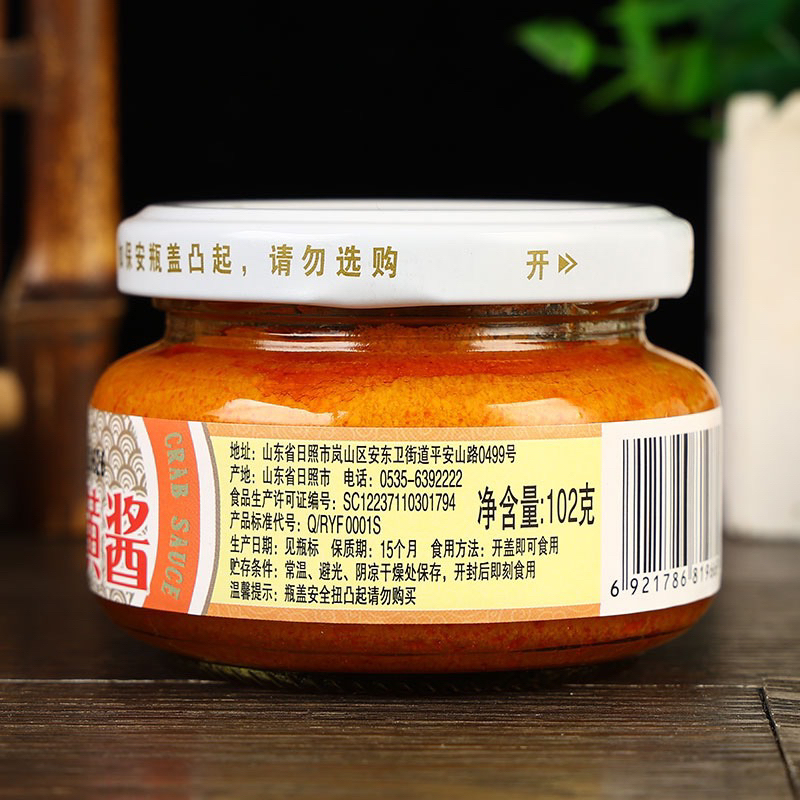 保安瓶盖凸起，请勿选购
开
CRAB SAUCE
黄酱
地址：山东省日照市岚山区安东卫街道平安山路0499号
产地：山东省日照市 电话：0535-6392222
食品生产许可证编号：SC12237110301794
产品标准代号：Q/RYF0001S
净含量:102克
生产日期：见瓶标 保质期：15个月 食用方法：开盖即可食用
贮存条件：常温、避光、阴凉干燥处保存，开封后即刻食用
温馨提示：瓶盖安全扭凸起请勿购买
6 921786 819